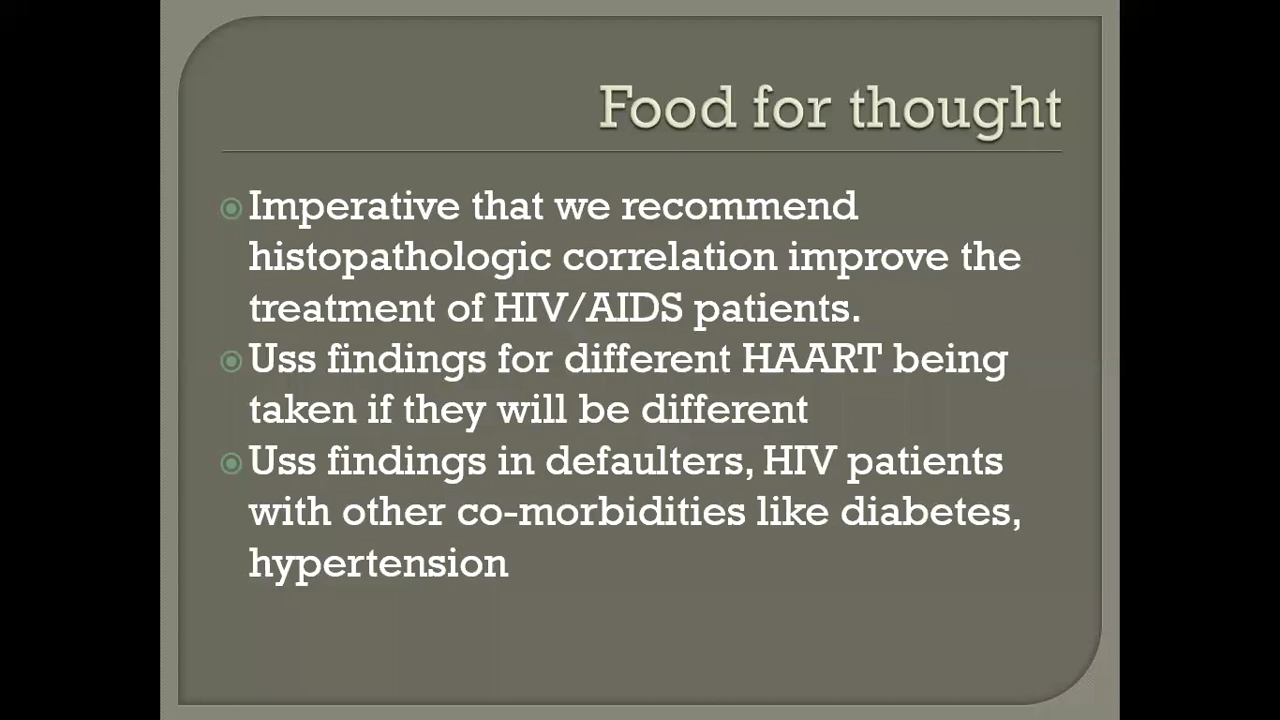 Food for thought
Imperative that we recommend
histopathologic correlation improve the
treatment of HIV/AIDS patients.
Uss findings for different HAART being
taken if they will be different
Uss findings in defaulters, HIV patients
with other co-morbidities like diabetes,
hypertension